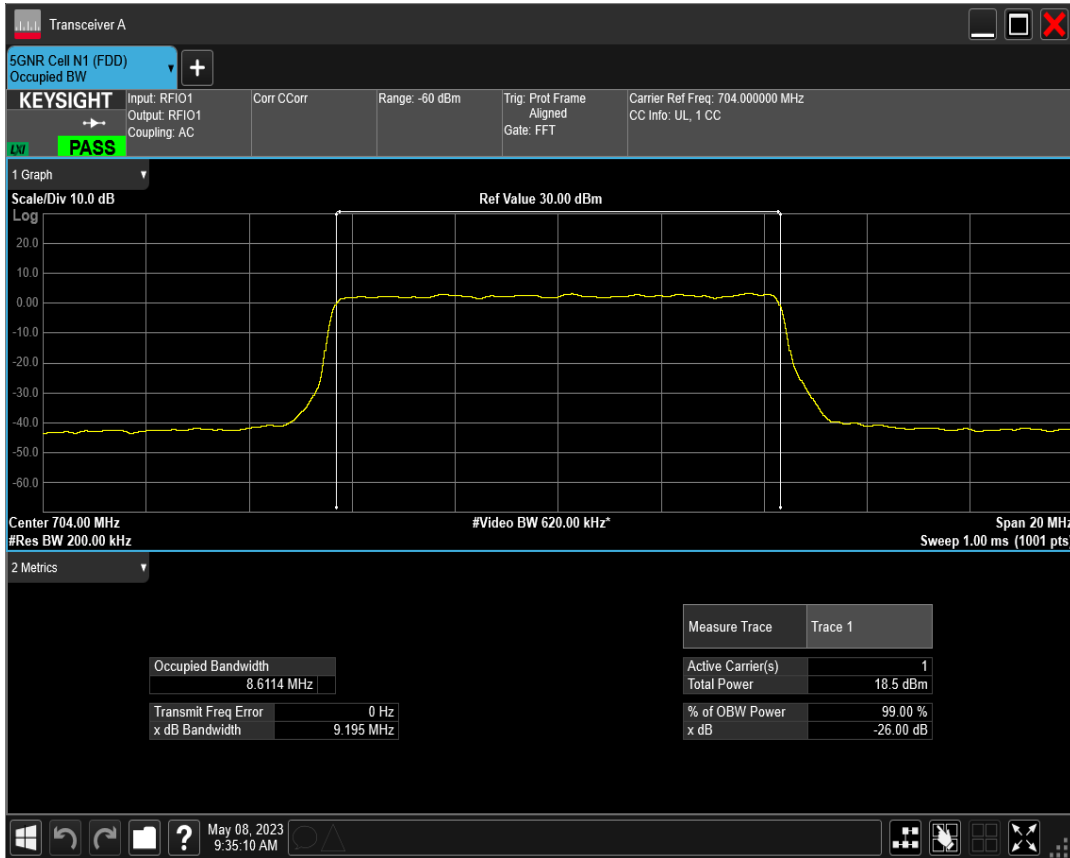 Transceiver A
5GNR Cell N1 (FDD)
Occupied BW
+
KEYSIGHT
LXI
PASS
Input: RFIO1
Output: RFIO1
Coupling: AC
Corr CCorr
Range: -60 dBm
Trig: Prot Frame
Aligned
Gate: FFT
Carrier Ref Freq: 704.000000 MHz
CC Info: UL, 1 CC
1 Graph
Scale/Div 10.0 dB
Ref Value 30.00 dBm
Log
20.0
10.0
0.00
-10.0
-20.0
-30.0
-40.0
-50.0
-60.0
Center 704.00 MHz
#Video BW 620.00 kHz*
Span 20 MHz
#Res BW 200.00 kHz
Sweep 1.00 ms (1001 pts)
2 Metrics
Measure Trace Trace 1
Occupied Bandwidth
8.6114 MHz
Active Carrier(s) 1
Total Power 18.5 dBm
Transmit Freq Error 0 Hz
x dB Bandwidth 9.195 MHz
% of OBW Power 99.00 %
x dB -26.00 dB
?
May 08, 2023
9:35:10 AM